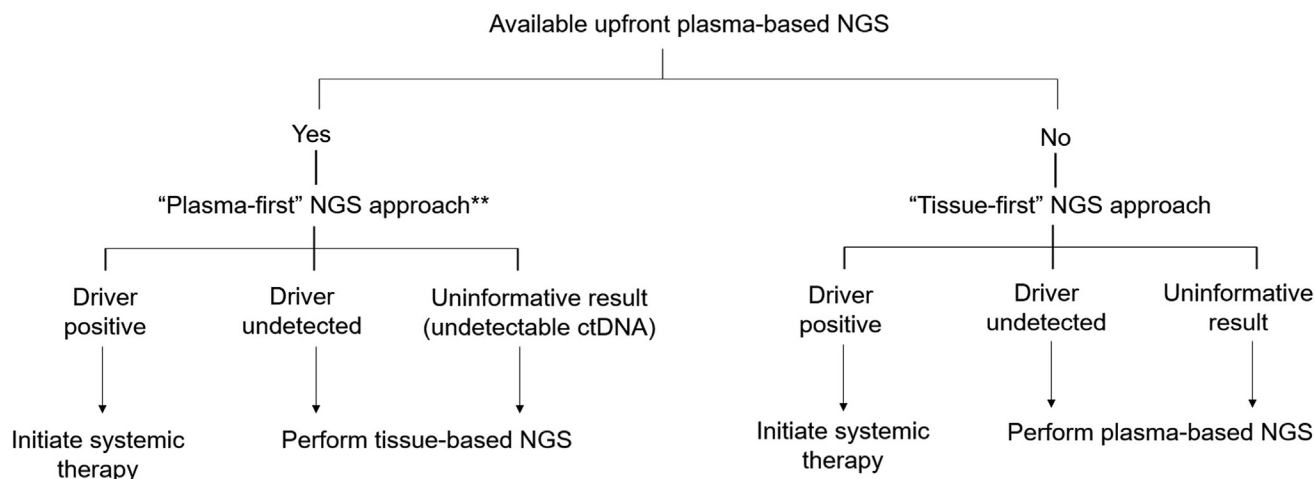 Available upfront plasma-based NGS
Yes
No
“Plasma-first” NGS approach**
“Tissue-first” NGS approach
Driver
positive
Driver
undetected
Uninformative result
(undetectable ctDNA)
Driver
positive
Driver
undetected
Uninformative
result
Initiate systemic
therapy
Perform tissue-based NGS
Initiate systemic
therapy
Perform plasma-based NGS